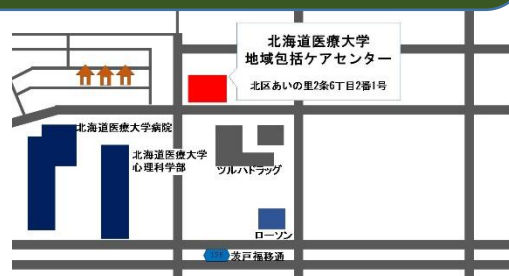 北海道医療大学
地域包括ケアセンター
北区あいの里2条6丁目2番1号
北海道医療大学病院
北海道医療大学
心理科学部
ツルハドラッグ
ローソン
茨戸福移通